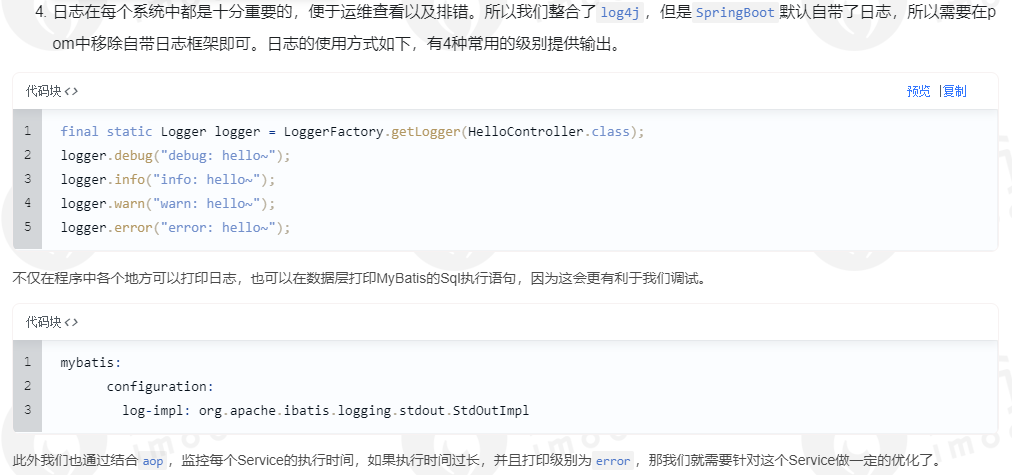 4. 日志在每个系统中都是十分重要的，便于运维查看以及排错。所以我们整合了 log4j ，但是 SpringBoot 默认自带了日志，所以需要在p
om中移除自带日志框架即可。日志的使用方式如下，有4种常用的级别提供输出。
代码块<> 预览 |复制
1 final static Logger logger = LoggerFactory.getLogger(HelloController.class);
2 logger.debug("debug: hello~");
3 logger.info("info: hello~");
4 logger.warn("warn: hello~");
5 logger.error("error: hello~");
不仅在程序中各个地方可以打印日志，也可以在数据层打印MyBatis的Sql执行语句，因为这会更有利于我们调试。
代码块<>
1 mybatis:
2 configuration:
3 log-impl: org.apache.ibatis.logging.stdout.StdOutImpl
此外我们也通过结合 aop ，监控每个Service的执行时间，如果执行时间过长，并且打印级别为 error ，那我们就需要针对这个Service做一定的优化了。